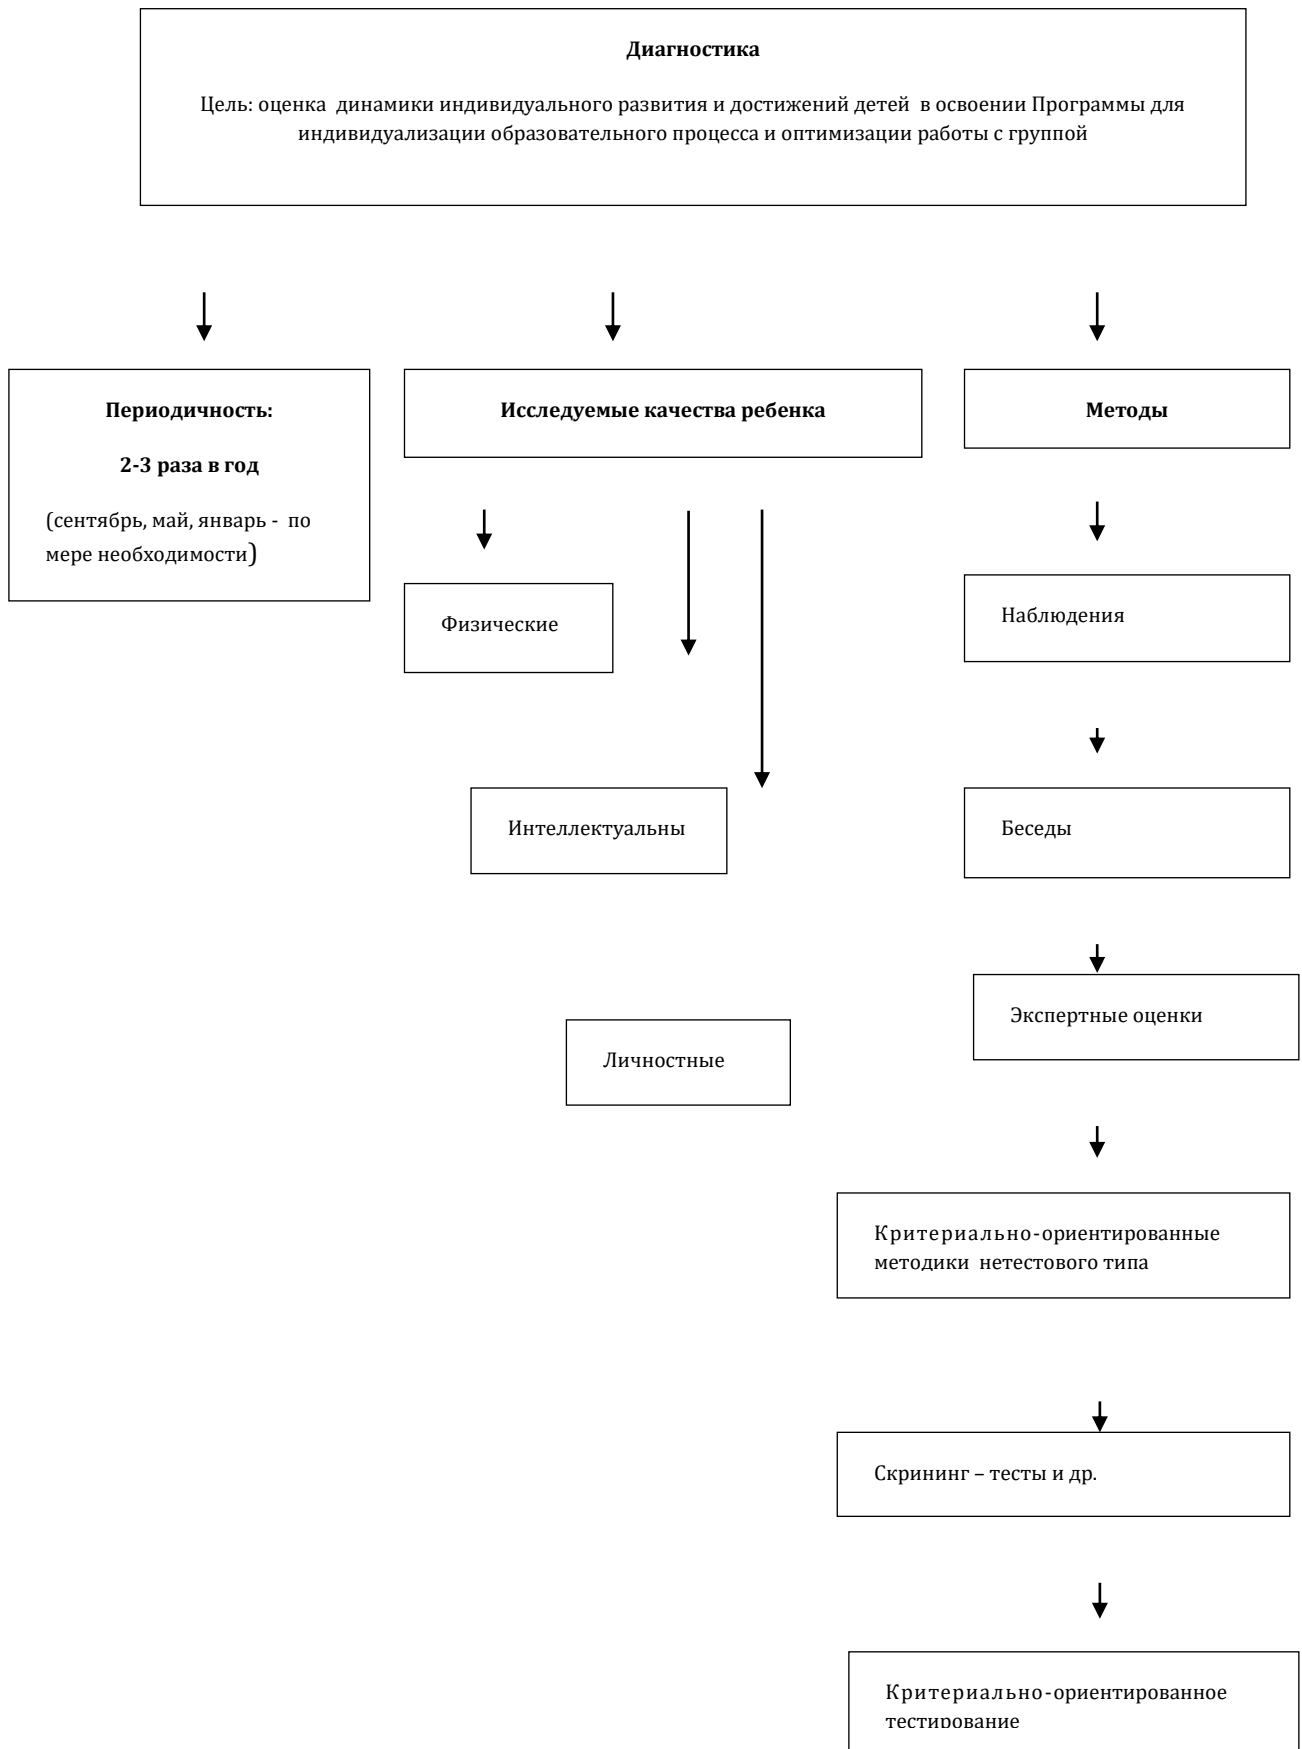 Диагностика
Цель: оценка динамики индивидуального развития и достижений детей в освоении Программы для
индивидуализации образовательного процесса и оптимизации работы с группой
Периодичность:
2-3 раза в год
(сентябрь, май, январь - по
мере необходимости)
Исследуемые качества ребенка
Физические
Интеллектуальны
Личностные
Методы
Наблюдения
Беседы
Экспертные оценки
Критериально-ориентированные
методики нетестового типа
Скрининг – тесты и др.
Критериально-ориентированное
тестирование